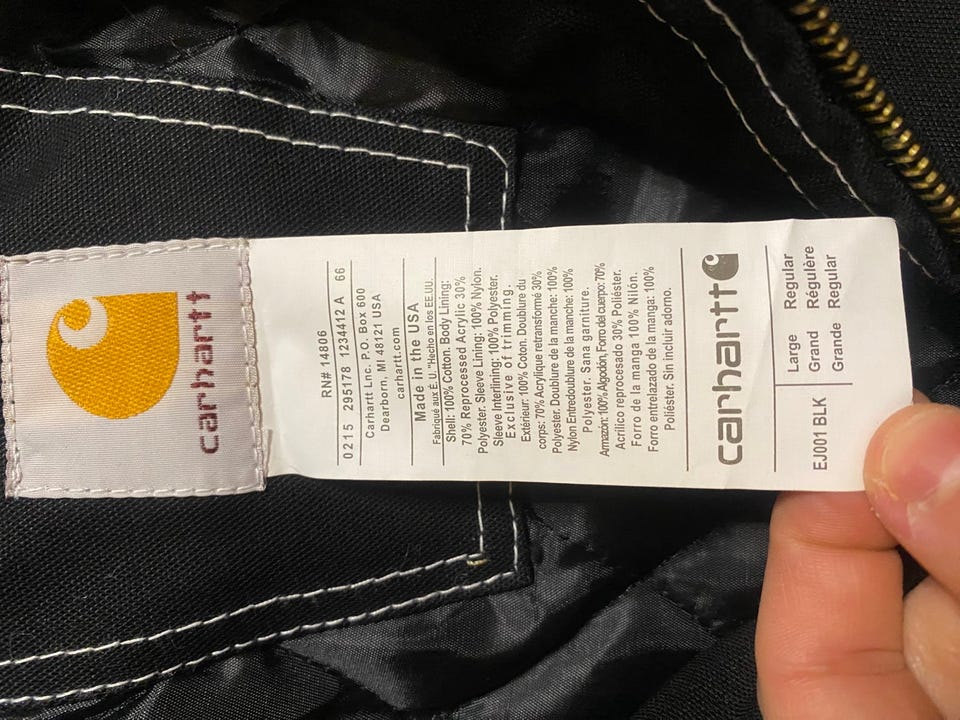 carhartt
RN# 14806
0215 295178 1234412 A 66
Carhartt Lnc. P.O. Box 600
Dearborn, MI 48121 USA
carhartt.com
Made in the USA
Fabriqué aux É. U. "Hecho en los EE.UU.
Shell: 100% Cotton. Body Lining:
70% Reprocessed Acrylic 30%
Polyester. Sleeve Lining: 100% Nylon.
Sleeve Interlining: 100% Polyester.
Exclusive of trimming.
Extérieur: 100% Coton. Doublure du
corps: 70% Acrylique retransformé 30%
Polyester. Doublure de la manche: 100%
Nylon Entredoublure de la manche: 100%
Polyester. Sana garniture.
Armazón: 100% Algodón, Forro del cuerpo: 70%
Acrílico reprocesado 30% Poliéster.
Forro de la manga 100% Nilón.
Forro ontrelazado de la manga: 100%
Poliéster. Sin incluir adorno.
carhartt
EJ001 BLK
Large Regular
Grand Régulère
Grande Regular